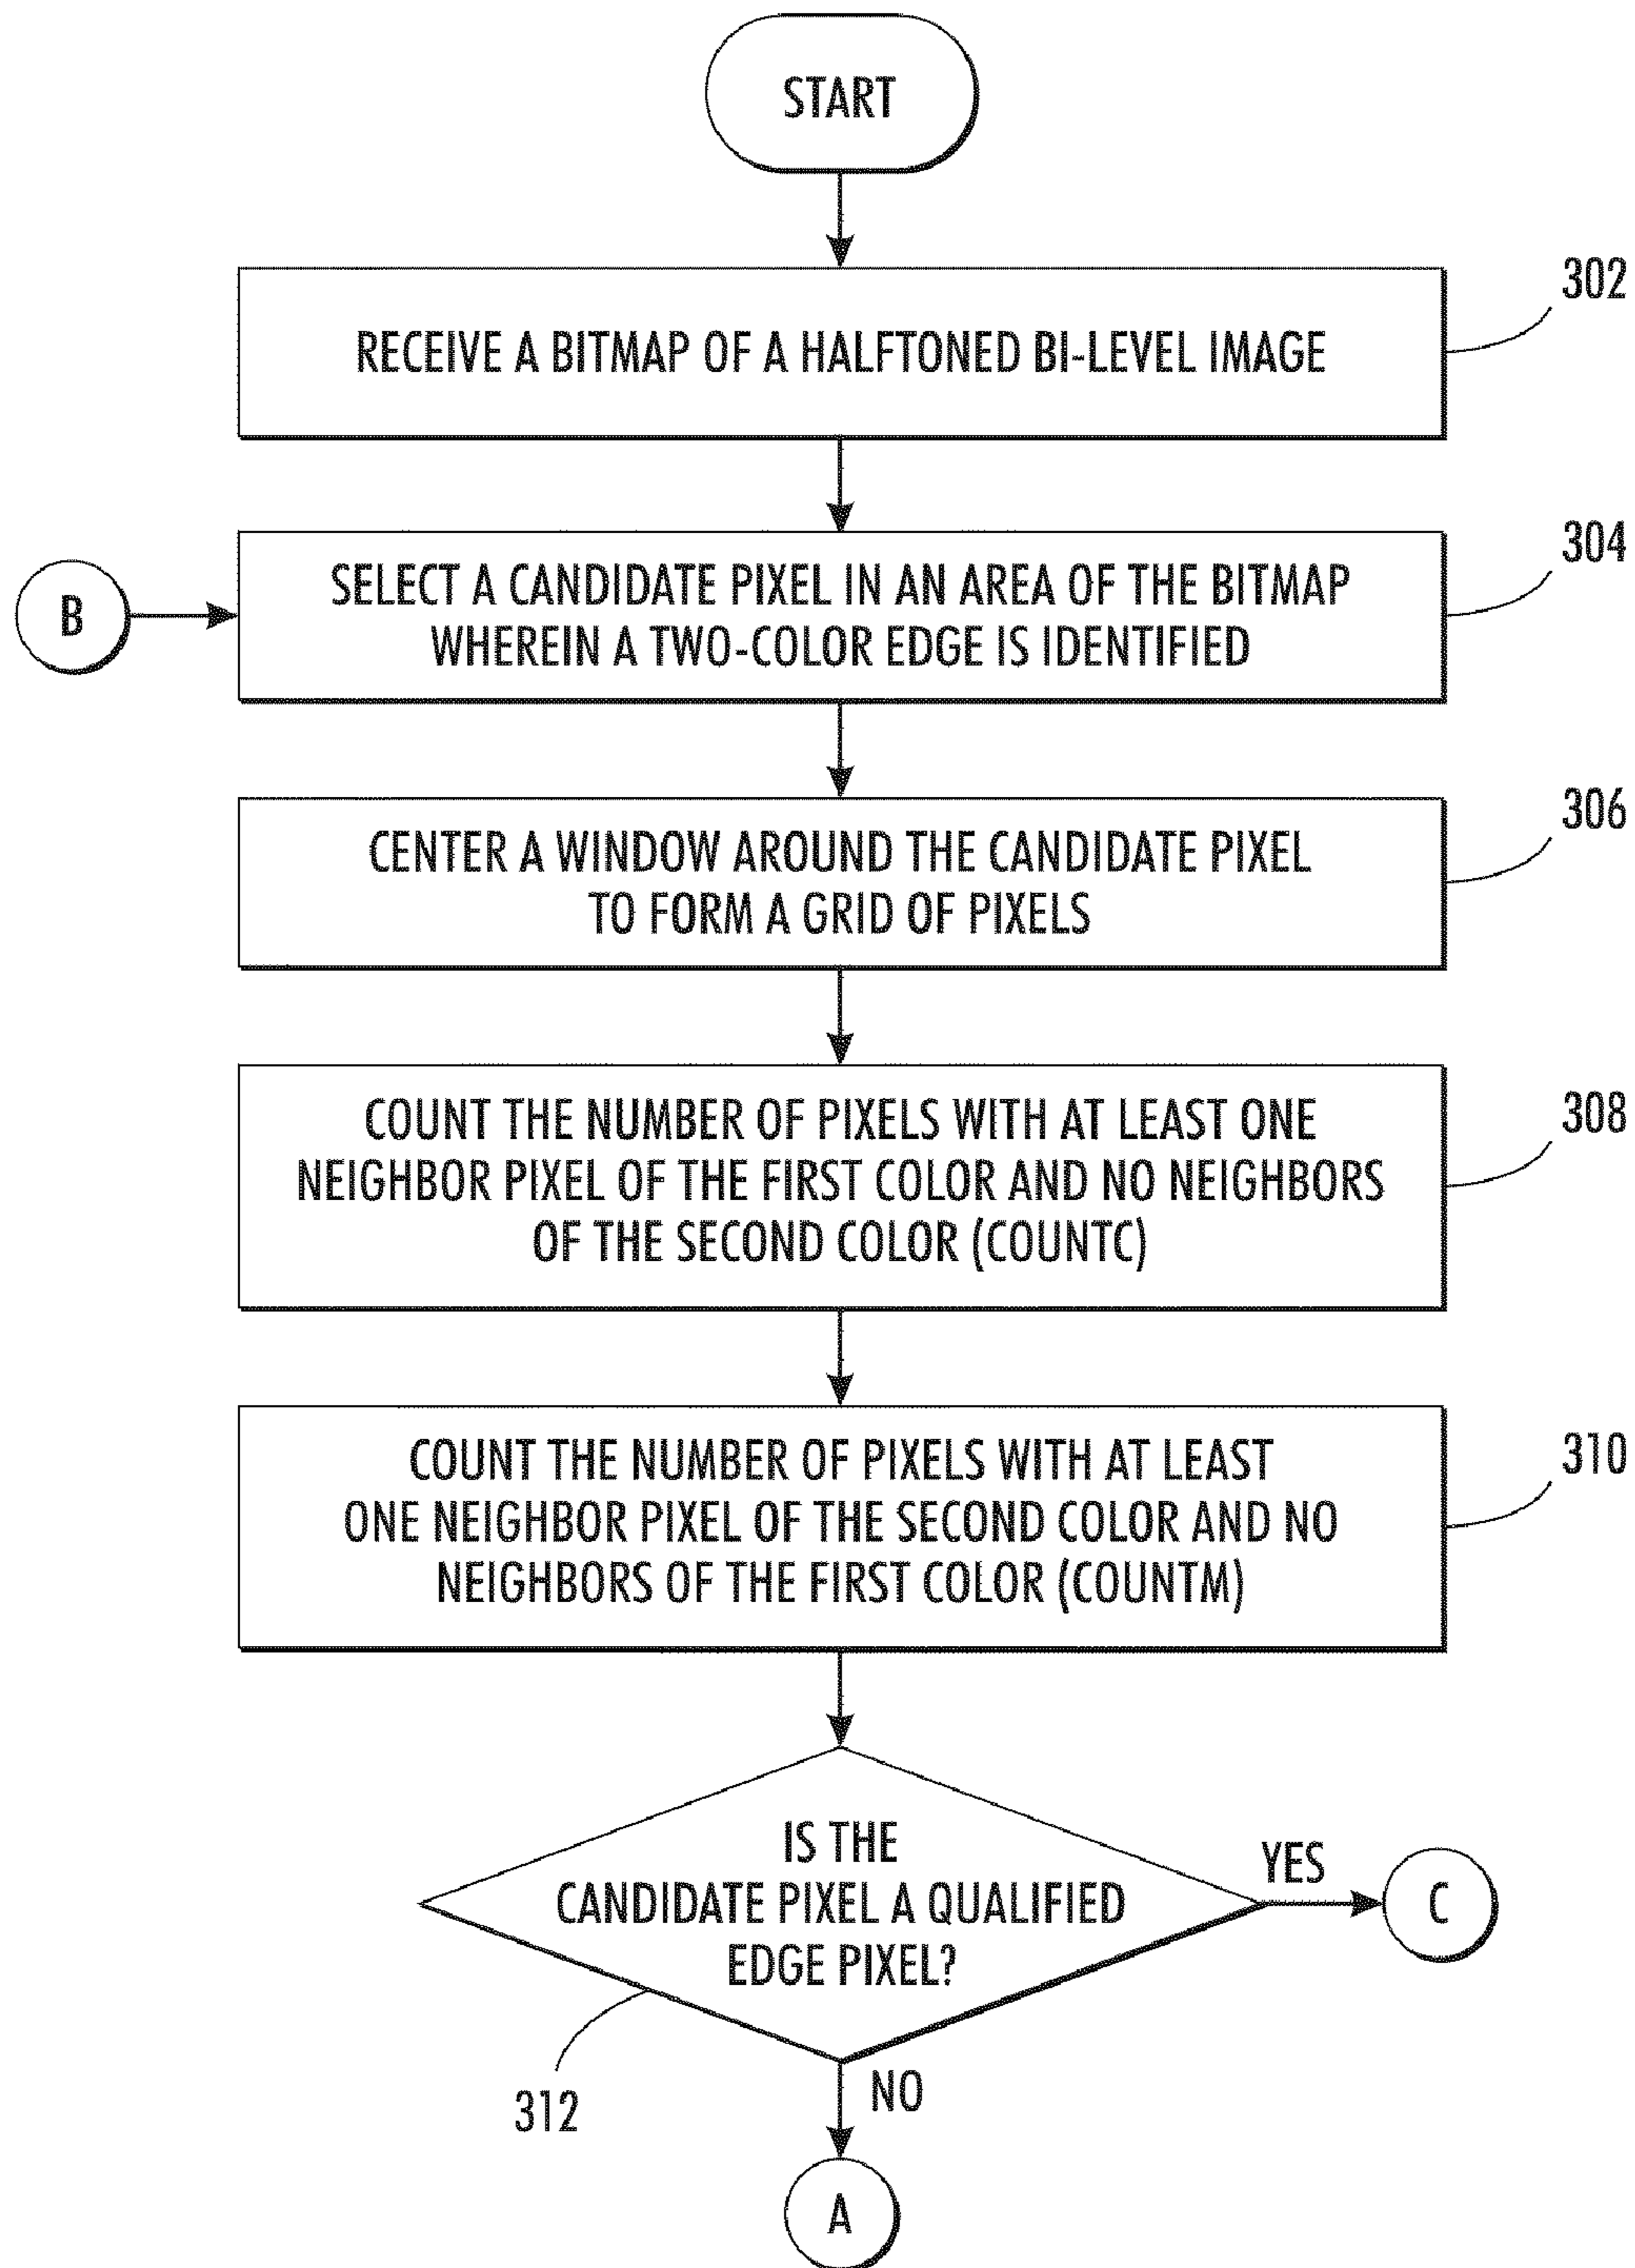 START
302
RECEIVE A BITMAP OF A HALFTONED BI-LEVEL IMAGE
304
B
SELECT A CANDIDATE PIXEL IN AN AREA OF THE BITMAP
WHEREIN A TWO-COLOR EDGE IS IDENTIFIED
306
CENTER A WINDOW AROUND THE CANDIDATE PIXEL
TO FORM A GRID OF PIXELS
308
COUNT THE NUMBER OF PIXELS WITH AT LEAST ONE
NEIGHBOR PIXEL OF THE FIRST COLOR AND NO NEIGHBORS
OF THE SECOND COLOR (COUNTC)
310
COUNT THE NUMBER OF PIXELS WITH AT LEAST
ONE NEIGHBOR PIXEL OF THE SECOND COLOR AND NO
NEIGHBORS OF THE FIRST COLOR (COUNTM)
IS THE
CANDIDATE PIXEL A QUALIFIED
EDGE PIXEL?
YES
C
312
NO
A